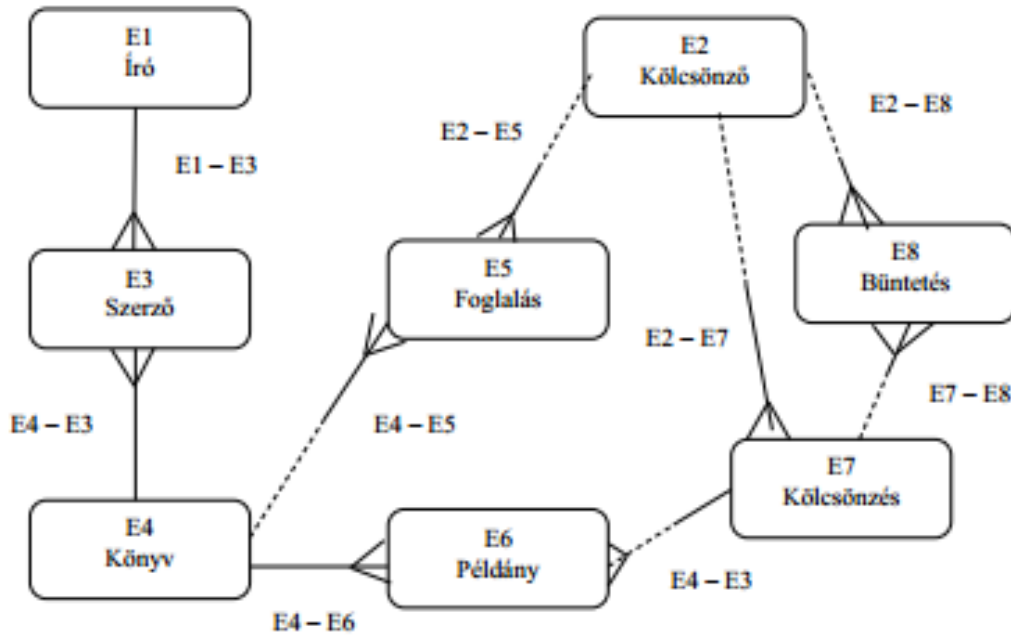 E1
Író
E2
Kölcsönző
E2 – E8
E2 – E5
E1 – E3
E3
Szerző
E5
Foglalás
E8
Büntetés
E2 – E7
E7 – E8
E4 – E3
E4 – E5
E7
Kölcsönzés
E4
Könyv
E6
Példány
E4 – E3
E4 – E6